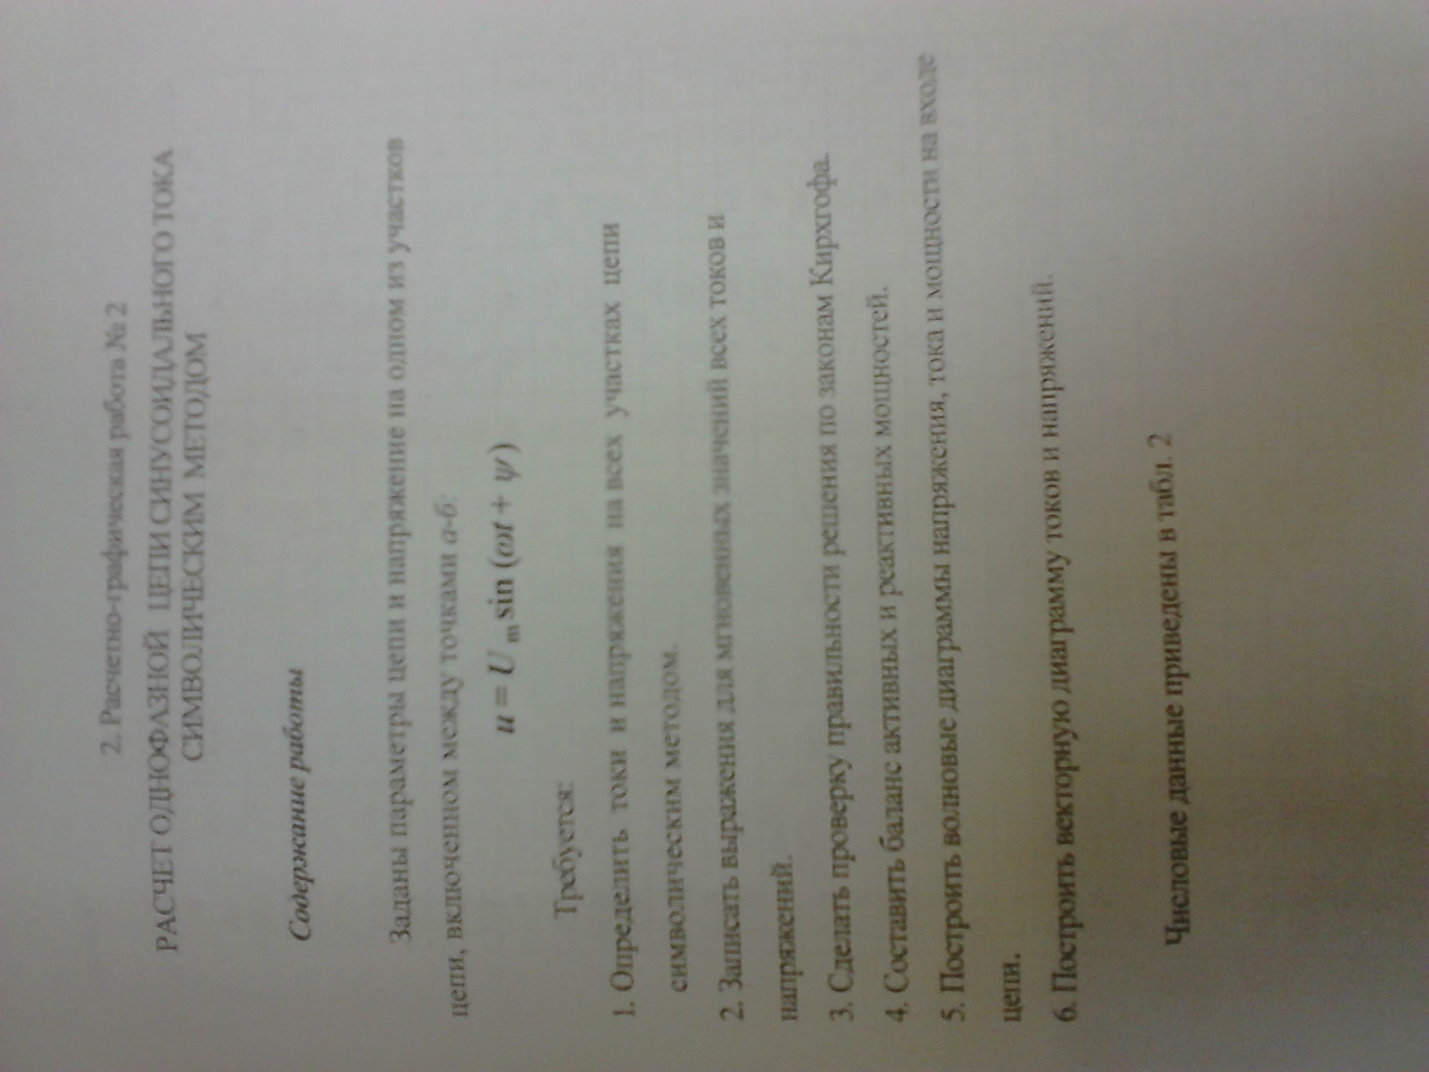 2. Расчетно-графическая работа № 2
РАСЧЕТ ОДНОФАЗНОЙ ЦЕПИ СИНУСОИДАЛЬНОГО ТОКА
СИМВОЛИЧЕСКИМ МЕТОДОМ
Содержание работы
Заданы параметры цепи и напряжение на одном из участков
цепи, включенном между точками а-б:
u = U m sin (ωt + ψ)
Требуется:
1. Определить токи и напряжения на всех участках цепи
символическим методом.
2. Записать выражения для мгновенных значений всех токов и
напряжений.
3. Сделать проверку правильности решения по законам Кирхгофа.
4. Составить баланс активных и реактивных мощностей.
5. Построить волновые диаграммы напряжения, тока и мощности на входе
цепи.
6. Построить векторную диаграмму токов и напряжений.
Числовые данные приведены в табл. 2